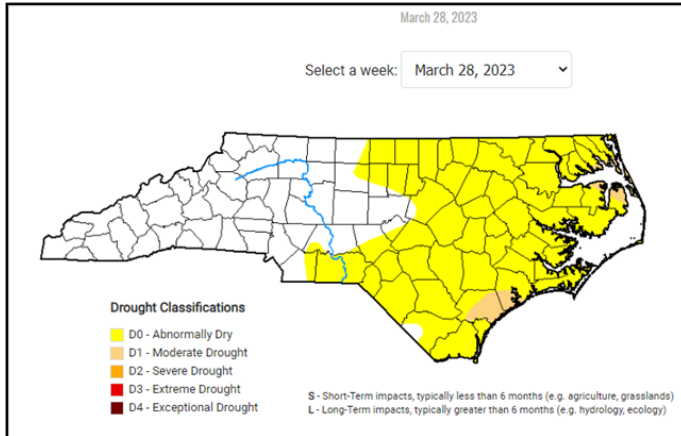 March 28, 2023
Select a week: March 28, 2023
Drought Classifications
D0 - Abnormally Dry
D1 - Moderate Drought
D2 - Severe Drought
D3 - Extreme Drought
D4 - Exceptional Drought
S - Short-Term impacts, typically less than 6 months (e.g. agriculture, grasslands)
L - Long-Term impacts, typically greater than 6 months (e.g. hydrology, ecology)